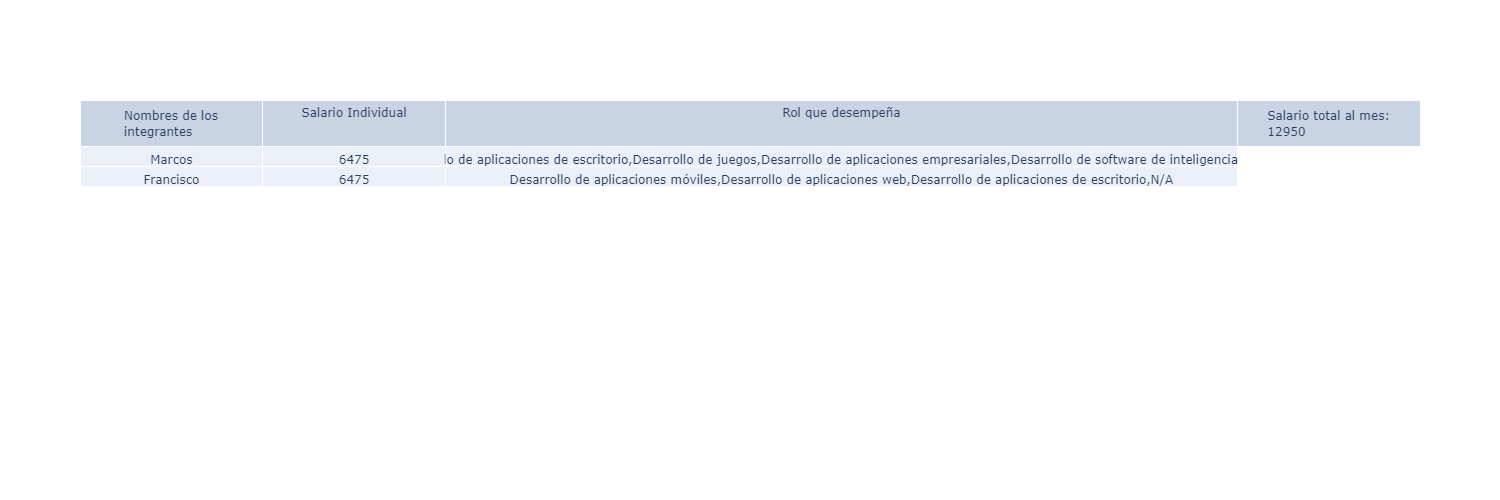 Nombres de los
integrantes
Salario Individual
Rol que desempeña
Salario total al mes:
12950
Marcos
6475
de aplicaciones de escritorio,Desarrollo de juegos,Desarrollo de aplicaciones empresariales,Desarrollo de software de inteligencia
Francisco
6475
Desarrollo de aplicaciones móviles,Desarrollo de aplicaciones web,Desarrollo de aplicaciones de escritorio,N/A